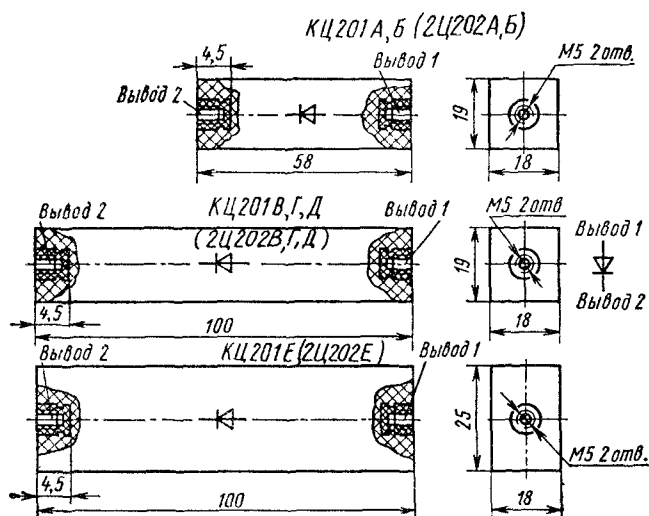 КЦ201А,Б (2Ц202А,Б)
4,5
Вывод 1
М5 2отв.
Вывод 2
19
58
18
Вывод 2
КЦ201В,Г,Д
Вывод 1
М5 2отв
(2Ц202В,Г,Д)
Вывод 1
19
Вывод 2
4,5
18
100
Вывод 2
КЦ201Е(2Ц202Е)
Вывод 1
25
М5 2отв.
4,5
100
18